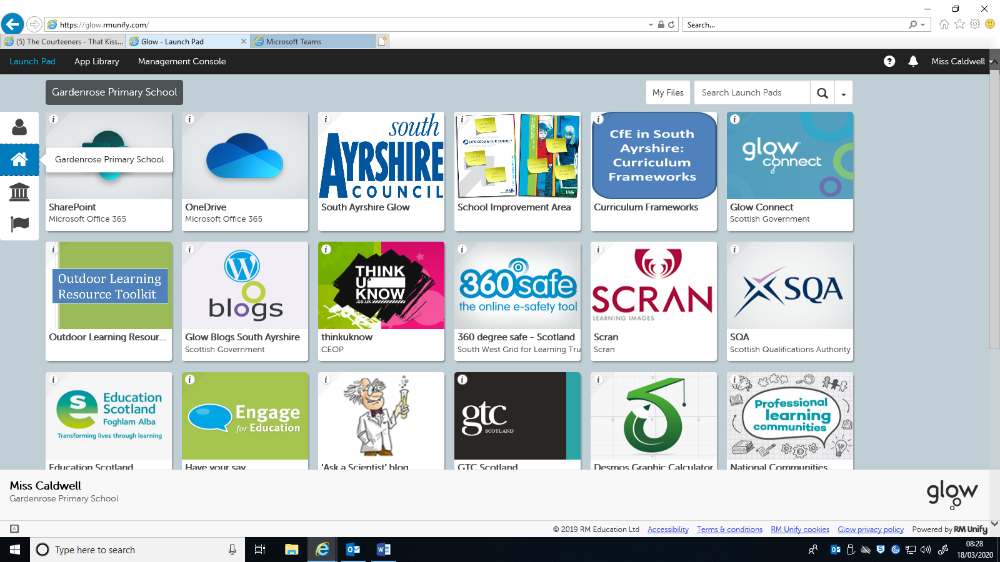 https://glow.rmunify.com/
Search...
(5) The Courteeners - That Kiss...
Glow - Launch Pad
Microsoft Teams
Launch Pad
App Library
Management Console
Miss Caldwell
Gardenrose Primary School
My Files
Search Launch Pads
Gardenrose Primary School
SharePoint
Microsoft Office 365
OneDrive
Microsoft Office 365
south
AYRSHIRE
COUNCIL
South Ayrshire Glow
HOW GOOD IS OUR SCHOOL?
School Improvement Area
CfE in South
Ayrshire:
Curriculum
Frameworks
Curriculum Frameworks
glow
connect
Glow Connect
Scottish Government
Outdoor Learning
Resource Toolkit
Outdoor Learning Resour...
blogs
Glow Blogs South Ayrshire
Scottish Government
THINK
U
KNOW
.co.uk
thinkuknow
CEOP
360 safe
the online e-safety tool
360 degree safe - Scotland
South West Grid for Learning Tru
SCRAN
LEARNING IMAGES
Scran
Scran
SQA
SQA
Scottish Qualifications Authority
Education
Scotland
Foghlam Alba
Transforming lives through learning
Education Scotland
Engage
for Education
Have your say
'Ask a Scientist' blog
gtc
SCOTLAND
GTC Scotland
Desmos Graphic Calculator
Professional
learning
communities
National Communities
Miss Caldwell
Gardenrose Primary School
glow
© 2019 RM Education Ltd
Accessibility
Terms & conditions
RM Unify cookies
Glow privacy policy
Powered by RM Unify
Type here to search
08:28
18/03/2020